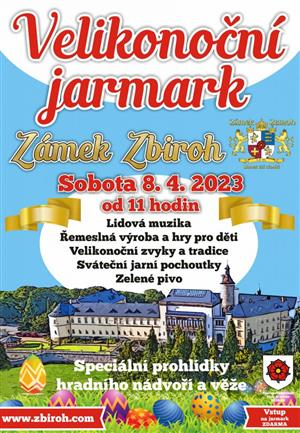 Velikonoční
jarmark
Zámek Zbiroh
Sobota 8. 4. 2023
od 11 hodin
Lidová muzika
Řemeslná výroba a hry pro děti
Velikonoční zvyky a tradice
Sváteční jarní pochoutky
Zelené pivo
Speciální prohlídky
hradního nádvoří a věže
www.zbiroh.com
Vstup
na jarmark
ZDARMA